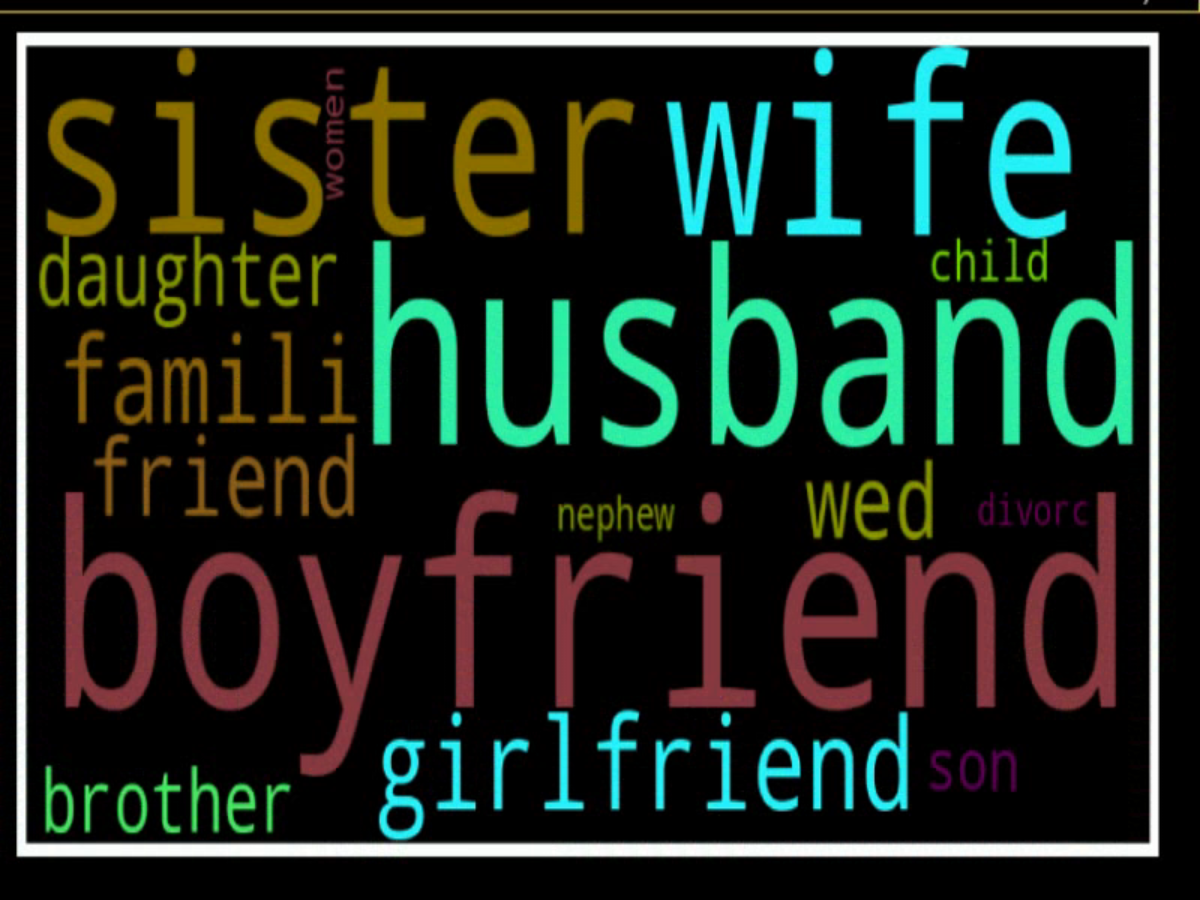 sister
women
wife
daughter
husband
child
famili
friend
nephew
wed
divorc
boyfriend
girlfriend
son
brother